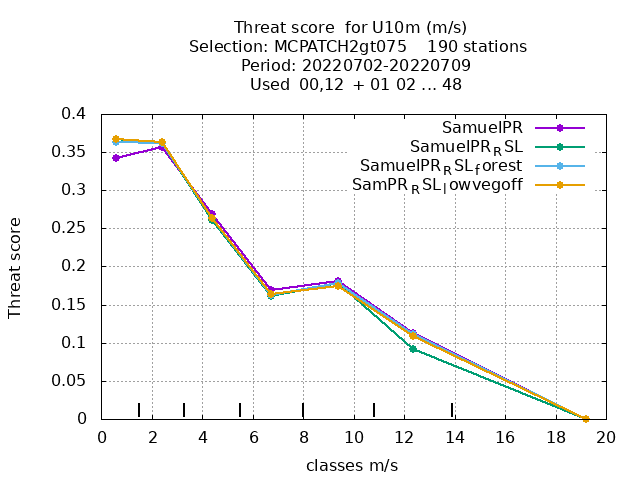 Threat score  for U10m (m/s)
Selection: MCPATCH2gt075    190 stations
Period: 20220702-20220709
Used  00,12  + 01 02 ... 48
SamuelPR
SamuelPR_RSL
SamuelPR_RSL_forest
SamPR_RSL_lowvegoff
0.4
0.35
0.3
0.25
0.2
0.15
0.1
0.05
0
Threat score
0 2 4 6 8 10 12 14 16 18 20
classes m/s